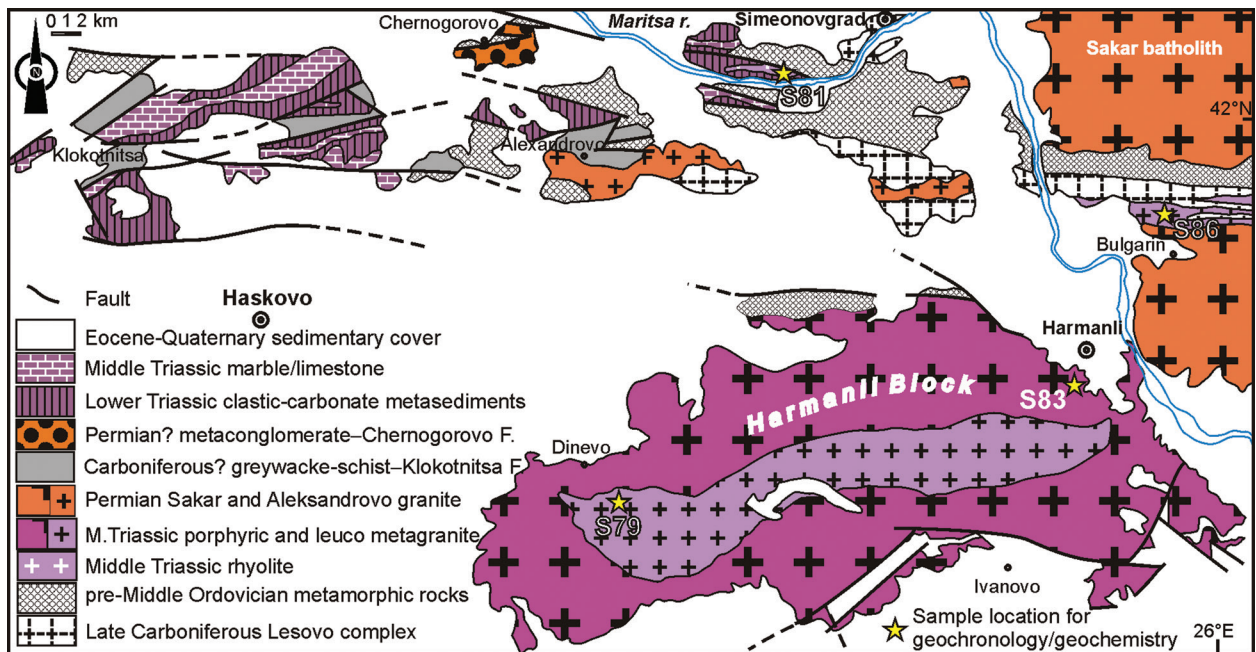 0 1 2 km
Chernogorovo
Maritsa r.
Simeonovgrad
Sakar batholith
N
S81
42°N
Klokotnitsa
Alexandrovo
S86
Bulgarin
Fault
Haskovo
Eocene-Quaternary sedimentary cover
Harmanli
Middle Triassic marble/limestone
Harmanli Block
S83
Lower Triassic clastic-carbonate metasediments
Permian? metaconglomerate–Chernogorovo F.
Dinevo
Carboniferous? greywacke-schist–Klokotnitsa F
Permian Sakar and Aleksandrovo granite
S79
M.Triassic porphyric and leuco metagranite
Middle Triassic rhyolite
Ivanovo
pre-Middle Ordovician metamorphic rocks
Sample location for
geochronology/geochemistry
Late Carboniferous Lesovo complex
26°E